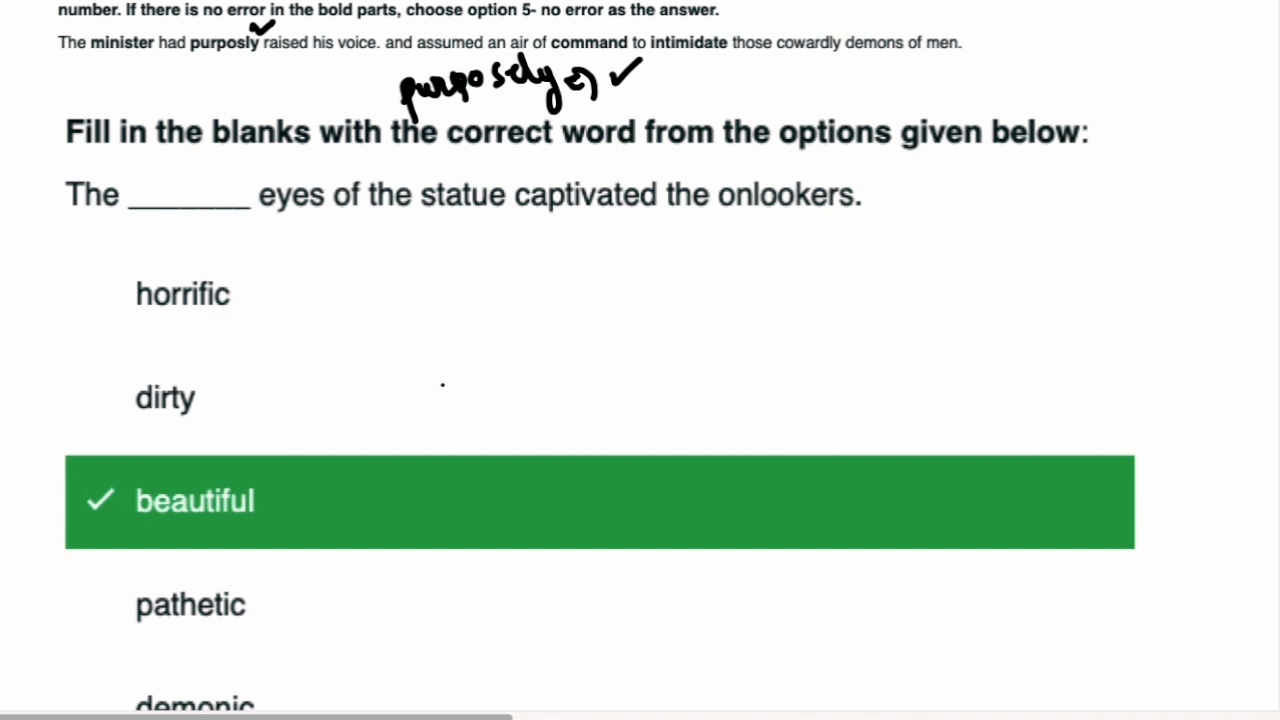 number. If there is no error in the bold parts, choose option 5- no error as the answer.
The minister had purposly raised his voice. and assumed an air of command to intimidate those cowardly demons of men.
purposely
Fill in the blanks with the correct word from the options given below:
The _______ eyes of the statue captivated the onlookers.
horrific
dirty
✓ beautiful
pathetic
demonic